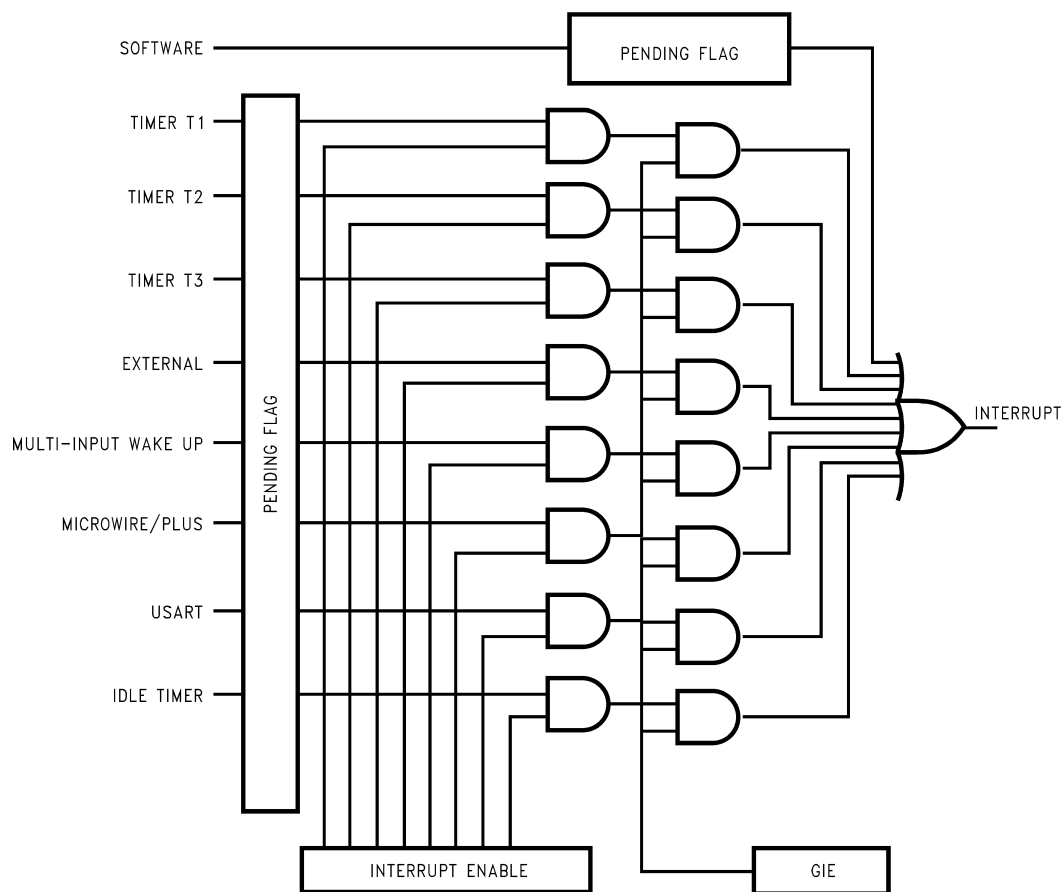 SOFTWARE
PENDING FLAG
TIMER T1
TIMER T2
TIMER T3
EXTERNAL
INTERRUPT
MULTI-INPUT WAKE UP
PENDING FLAG
MICROWIRE/PLUS
USART
IDLE TIMER
INTERRUPT ENABLE
GIE